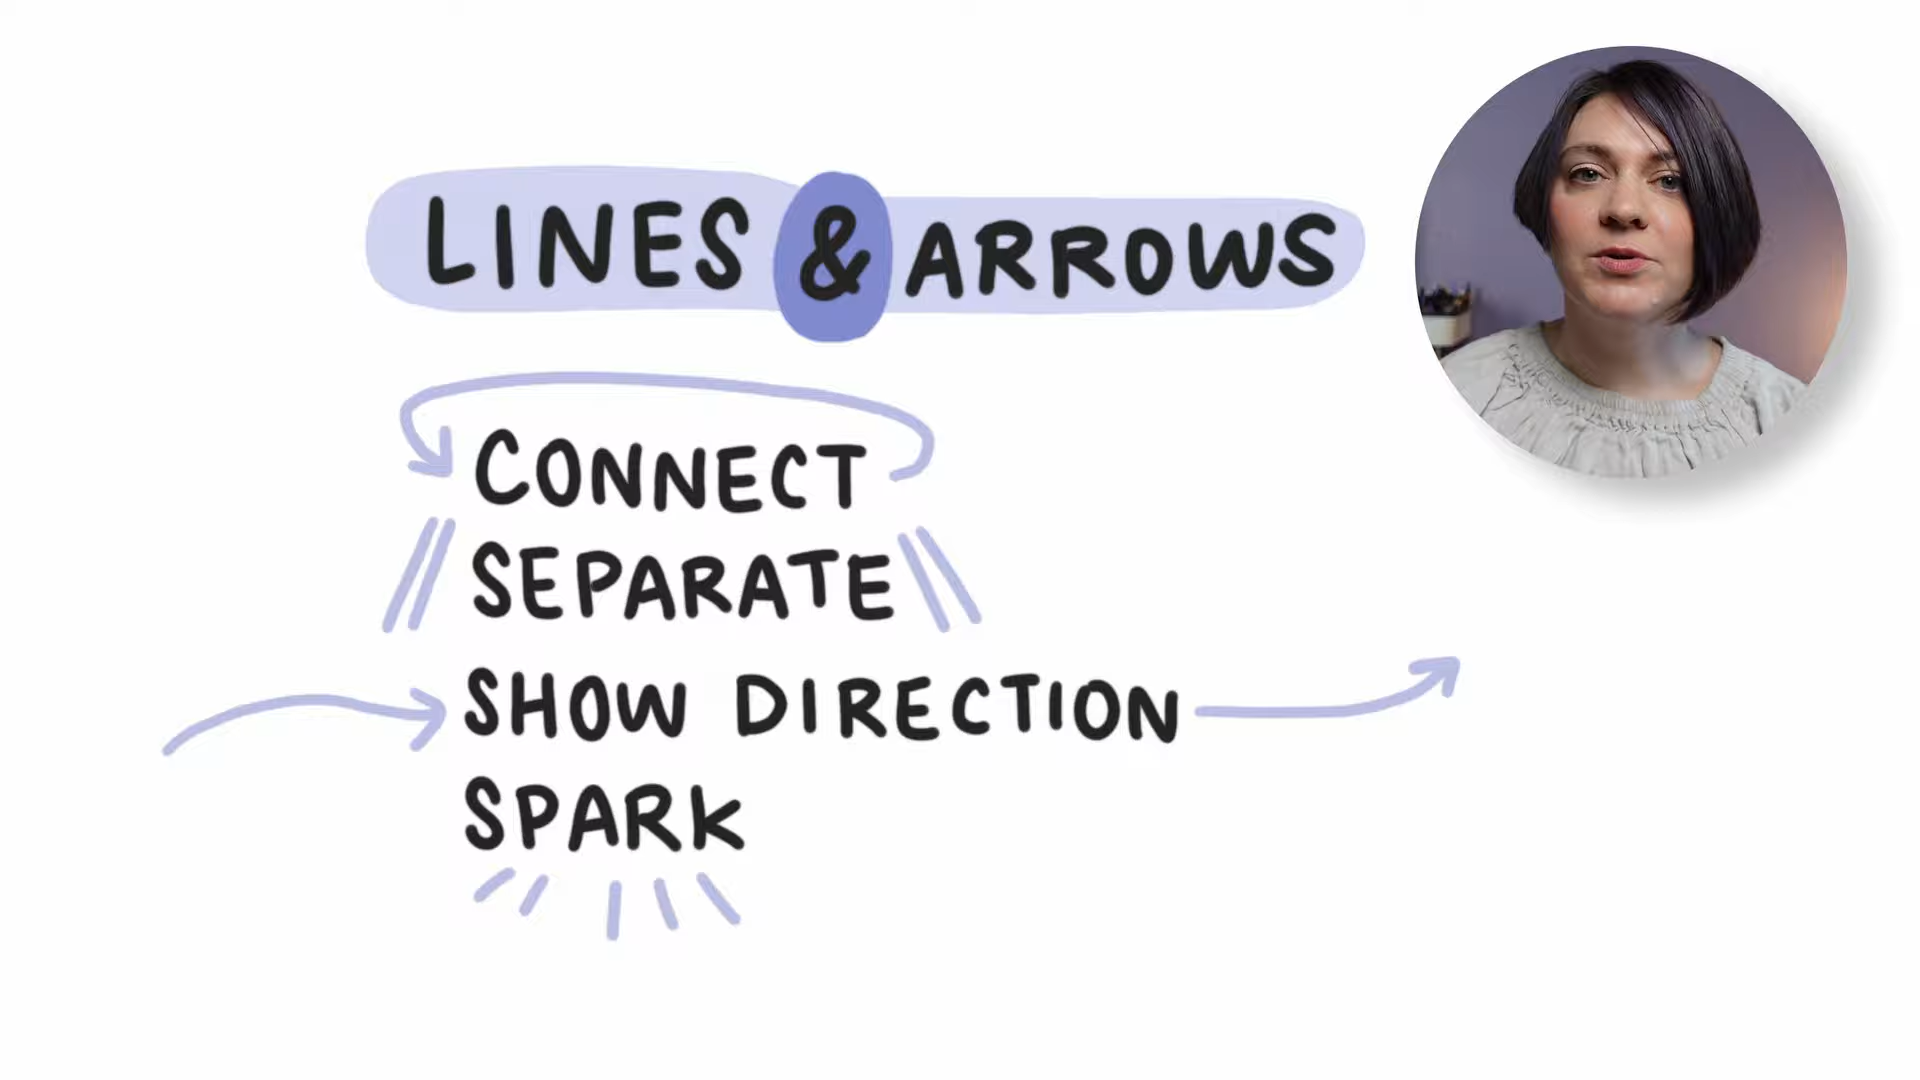 LINES & ARROWS
CONNECT
SEPARATE
SHOW DIRECTION
SPARK